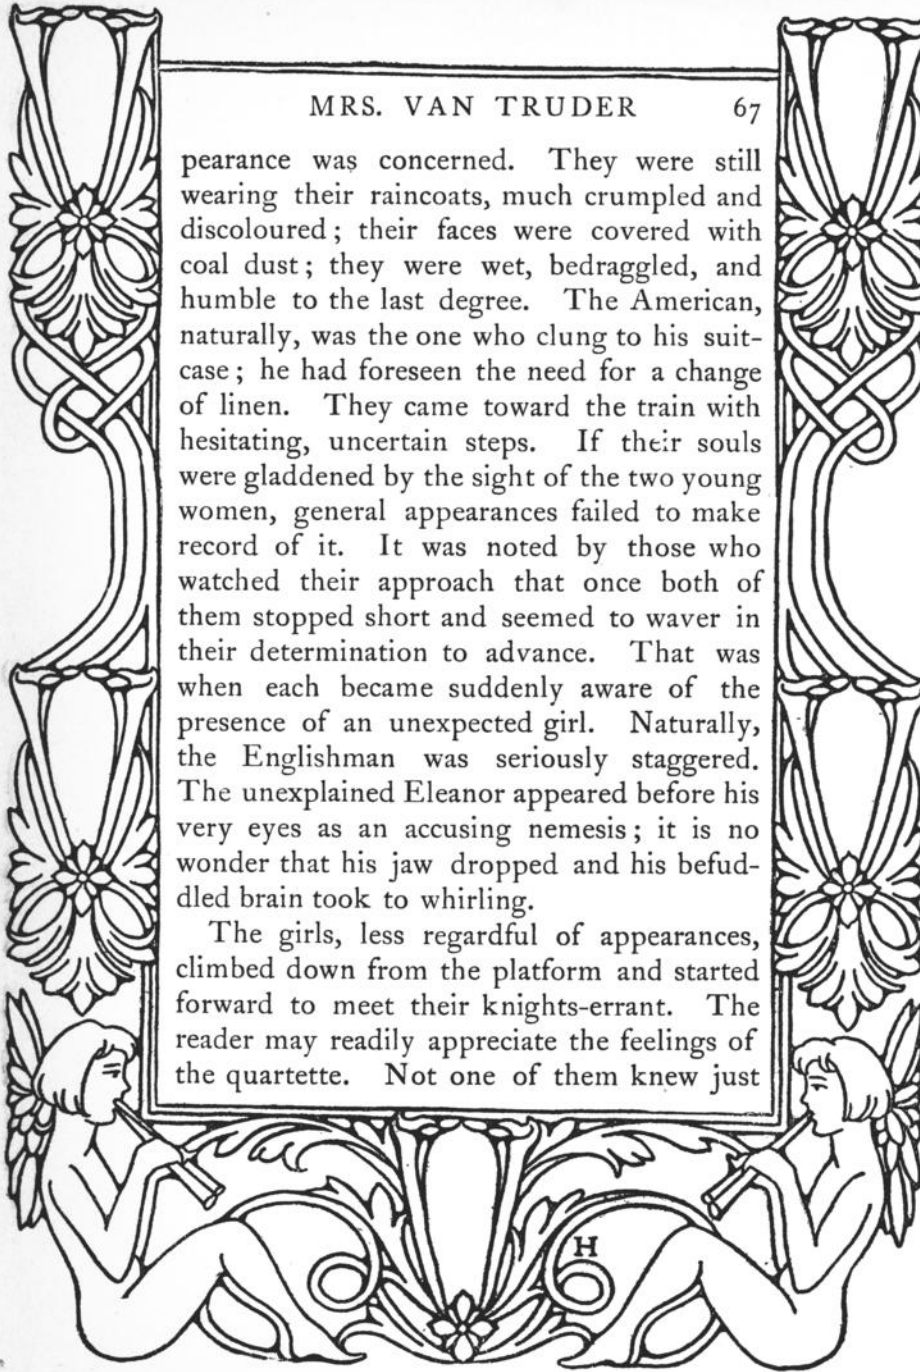 MRS. VAN TRUDER 67
pearance was concerned. They were still
wearing their raincoats, much crumpled and
discoloured; their faces were covered with
coal dust; they were wet, bedraggled, and
humble to the last degree. The American,
naturally, was the one who clung to his suit-
case; he had foreseen the need for a change
of linen. They came toward the train with
hesitating, uncertain steps. If their souls
were gladdened by the sight of the two young
women, general appearances failed to make
record of it. It was noted by those who
watched their approach that once both of
them stopped short and seemed to waver in
their determination to advance. That was
when each became suddenly aware of the
presence of an unexpected girl. Naturally,
the Englishman was seriously staggered.
The unexplained Eleanor appeared before his
very eyes as an accusing nemesis; it is no
wonder that his jaw dropped and his befud-
dled brain took to whirling.
The girls, less regardful of appearances,
climbed down from the platform and started
forward to meet their knights-errant. The
reader may readily appreciate the feelings of
the quartette. Not one of them knew just
H